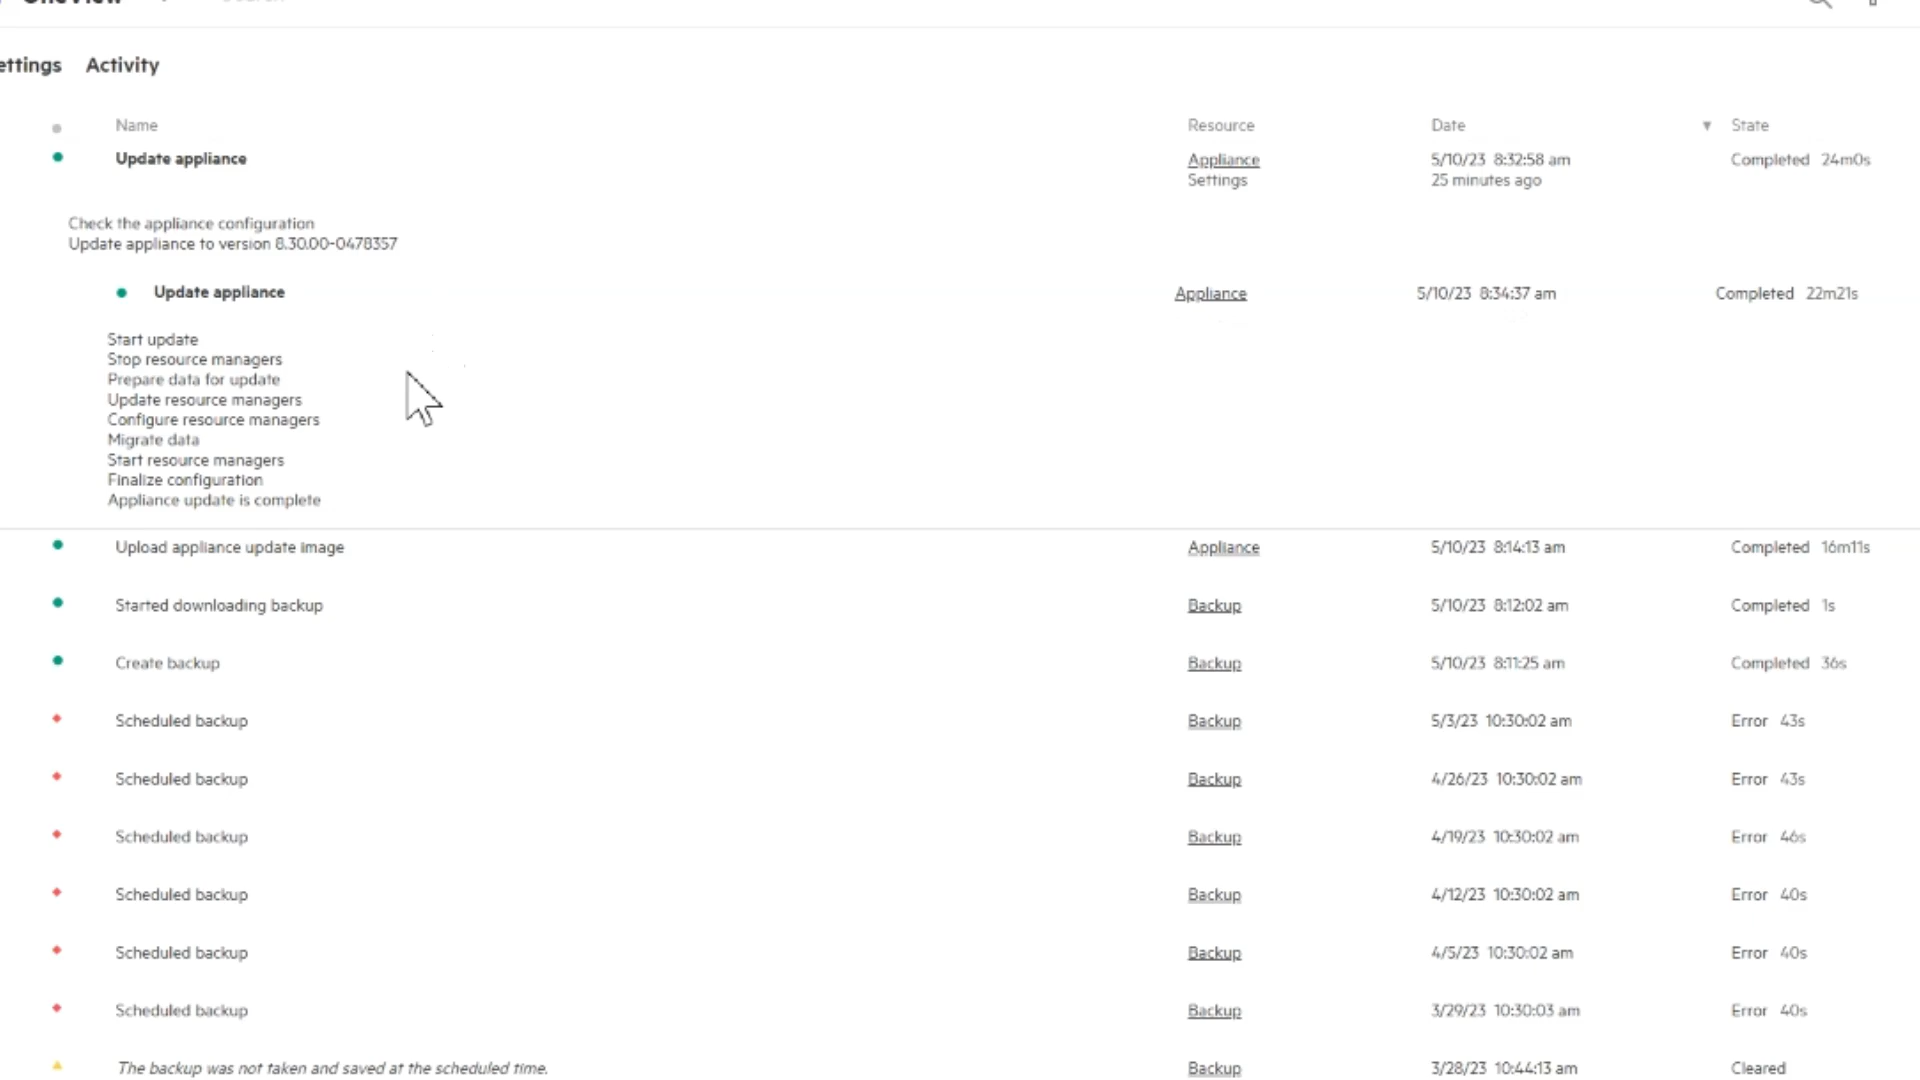 Settings Activity
Name Resource Date ▼ State
Update appliance Appliance 5/10/23 8:32:58 am Completed 24m0s
Settings 25 minutes ago
Check the appliance configuration
Update appliance to version 8.30.00-0478357
Update appliance Appliance 5/10/23 8:34:37 am Completed 22m21s
Start update
Stop resource managers
Prepare data for update
Update resource managers
Configure resource managers
Migrate data
Start resource managers
Finalize configuration
Appliance update is complete
Upload appliance update image Appliance 5/10/23 8:14:13 am Completed 16m11s
Started downloading backup Backup 5/10/23 8:12:02 am Completed 1s
Create backup Backup 5/10/23 8:11:25 am Completed 36s
Scheduled backup Backup 5/3/23 10:30:02 am Error 43s
Scheduled backup Backup 4/26/23 10:30:02 am Error 43s
Scheduled backup Backup 4/19/23 10:30:02 am Error 46s
Scheduled backup Backup 4/12/23 10:30:02 am Error 40s
Scheduled backup Backup 4/5/23 10:30:02 am Error 40s
Scheduled backup Backup 3/29/23 10:30:03 am Error 40s
The backup was not taken and saved at the scheduled time. Backup 3/28/23 10:44:13 am Cleared